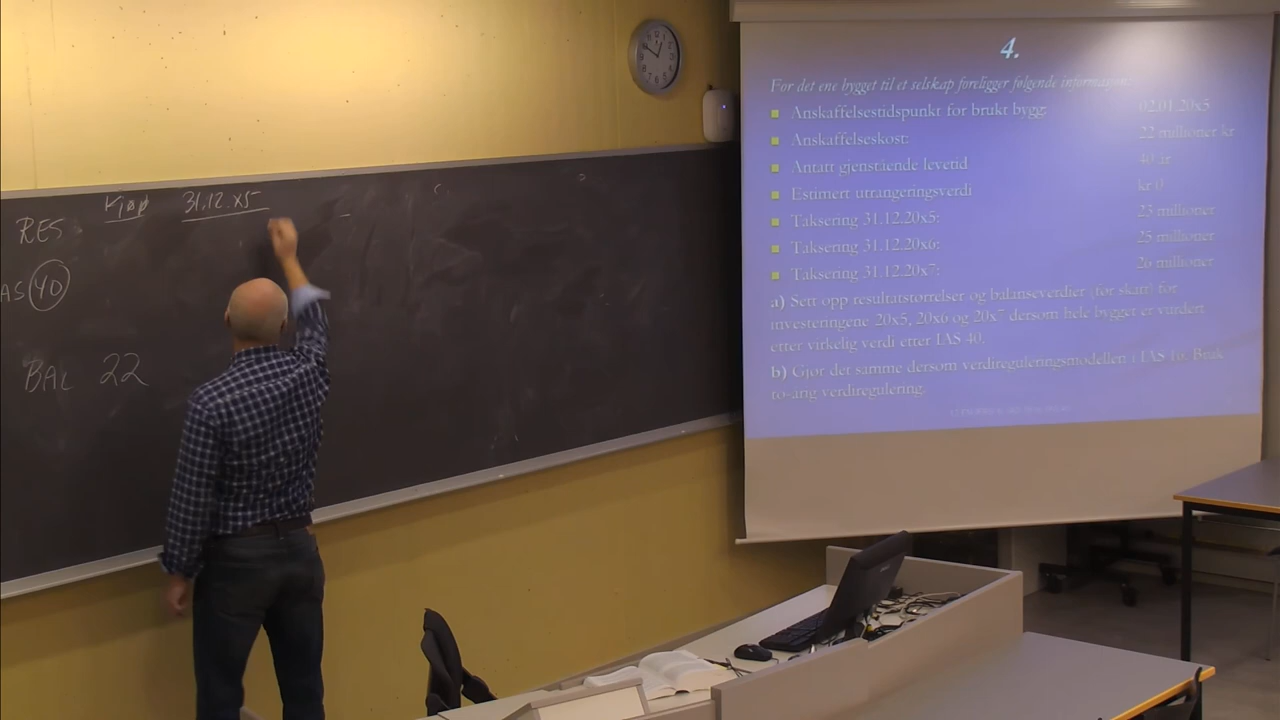 Kjøp 31.12.x5
RES
AS 40
BAL 22
4.
For det ene bygget til et selskap foreligger følgende informasjon:
Anskaffelsestidspunkt for brukt bygg: 02.01.20x5
Anskaffelseskost: 22 millioner kr
Antatt gjenstående levetid 40 år
Estimert utrangeringsverdi kr 0
Taksering 31.12.20x5: 23 millioner
Taksering 31.12.20x6: 25 millioner
Taksering 31.12.20x7: 26 millioner
a) Sett opp resultatstørrelser og balanseverdier (før skatt) for
investeringene 20x5, 20x6 og 20x7 dersom hele bygget er vurdert
etter virkelig verdi etter IAS 40.
b) Gjør det samme dersom verdireguleringsmodellen i IAS 16. Bruk
to-årig verdiregulering.